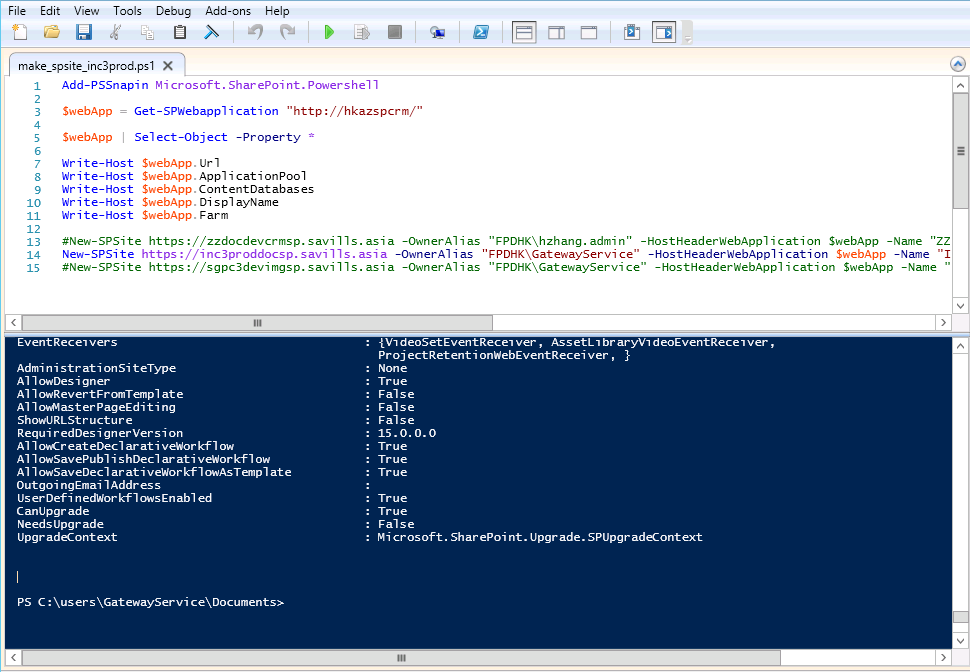 File Edit View Tools Debug Add-ons Help
make_spsite_inc3prod.ps1
1 Add-PSSnapin Microsoft.SharePoint.Powershell
2
3 $webApp = Get-SPWebapplication "http://hkazspcrm/"
4
5 $webApp | Select-Object -Property *
6
7 Write-Host $webApp.Url
8 Write-Host $webApp.ApplicationPool
9 Write-Host $webApp.ContentDatabases
10 Write-Host $webApp.DisplayName
11 Write-Host $webApp.Farm
12
13 #New-SPSite https://zzdocdevcrmsp.savills.asia -OwnerAlias "FPDHK\hzhang.admin" -HostHeaderWebApplication $webApp -Name "ZZ
14 New-SPSite https://inc3proddocsp.savills.asia -OwnerAlias "FPDHK\GatewayService" -HostHeaderWebApplication $webApp -Name "I
15 #New-SPSite https://sgpc3devimgsp.savills.asia -OwnerAlias "FPDHK\GatewayService" -HostHeaderWebApplication $webApp -Name "
EventReceivers : {VideoSetEventReceiver, AssetLibraryVideoEventReceiver,
ProjectRetentionWebEventReceiver, }
AdministrationSiteType : None
AllowDesigner : True
AllowRevertFromTemplate : False
AllowMasterPageEditing : False
ShowURLStructure : False
RequiredDesignerVersion : 15.0.0.0
AllowCreateDeclarativeWorkflow : True
AllowSavePublishDeclarativeWorkflow : True
AllowSaveDeclarativeWorkflowAsTemplate : True
OutgoingEmailAddress :
UserDefinedWorkflowsEnabled : True
CanUpgrade : True
NeedsUpgrade : False
UpgradeContext : Microsoft.SharePoint.Upgrade.SPUpgradeContext
PS C:\users\GatewayService\Documents>